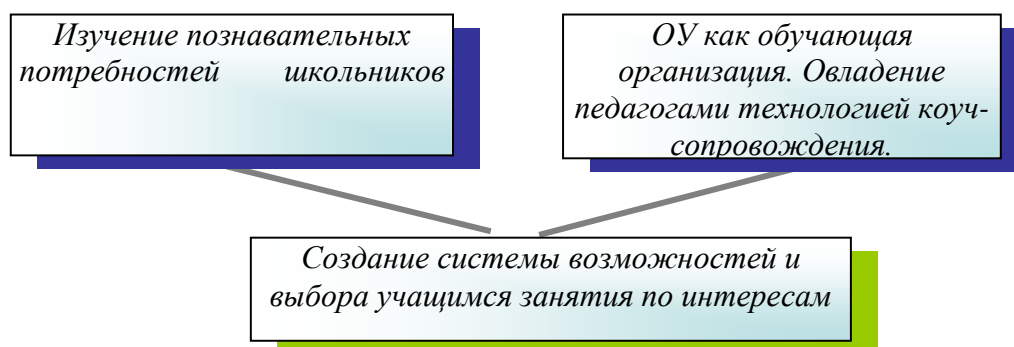 Изучение познавательных
потребностей школьников
ОУ как обучающая
организация. Овладение
педагогами технологией коуч-
сопровождения.
Создание системы возможностей и
выбора учащимся занятия по интересам